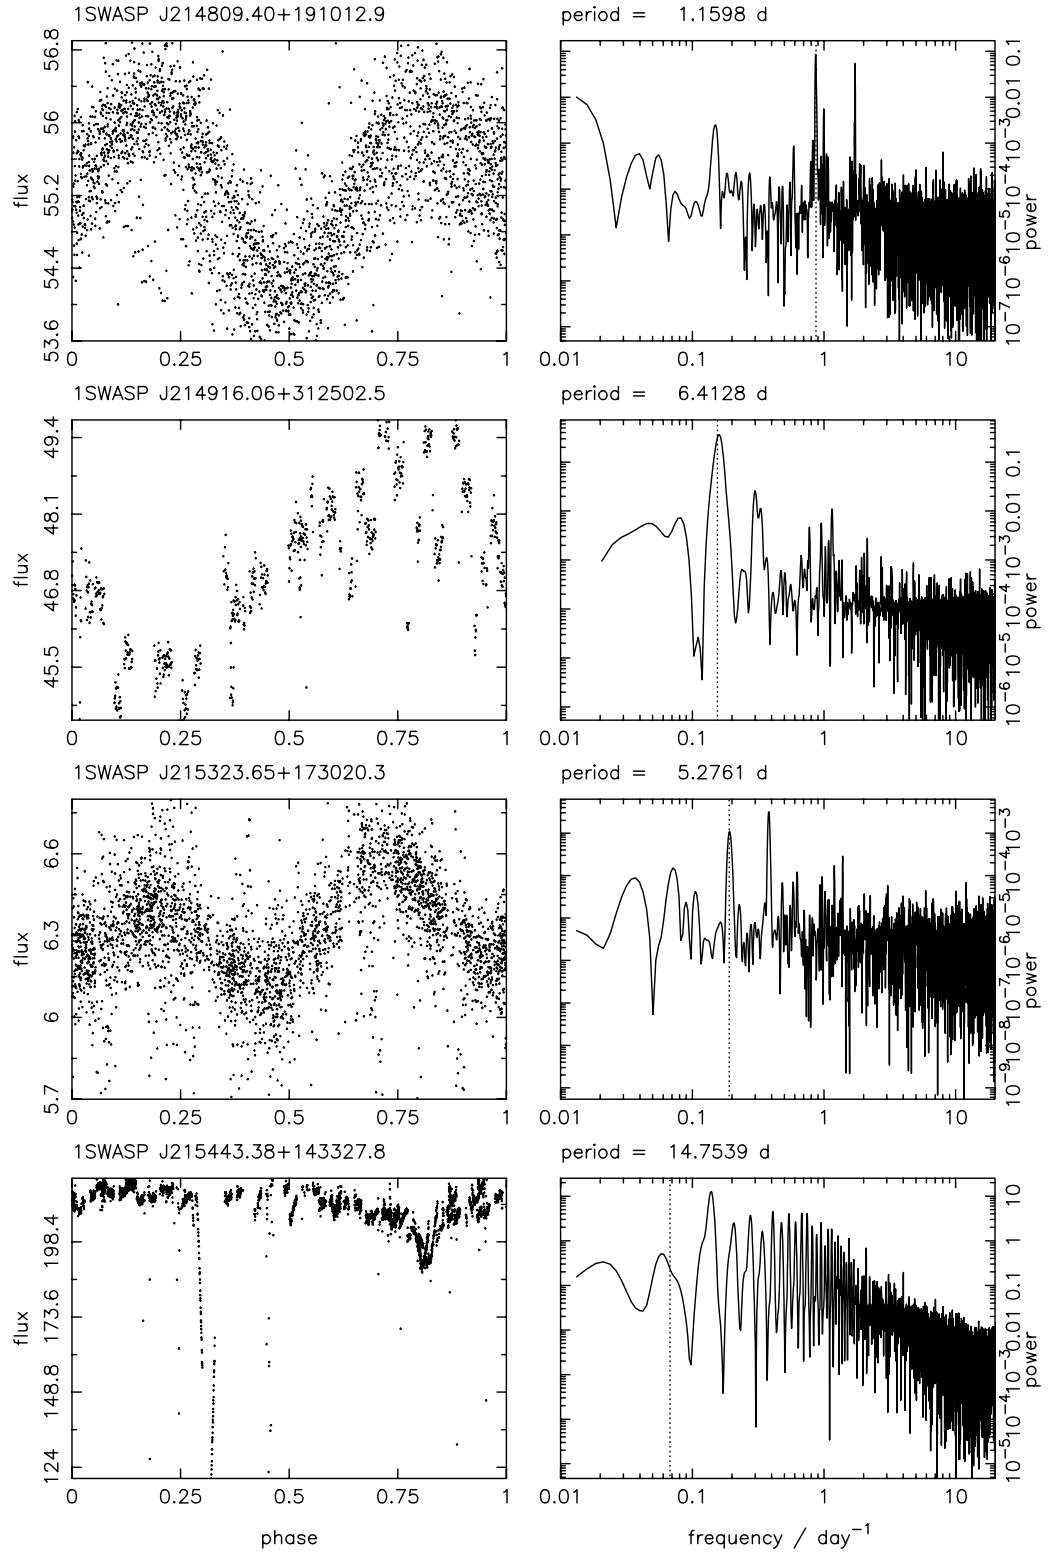 1SWASP J214809.40+191012.9
period = 1.1598 d
flux
56.8
56
55.2
54.4
53.6
0 0.25 0.5 0.75 1
0.1
0.01
10⁻³
10⁻⁴
10⁻⁵
10⁻⁶
10⁻⁷
power
0.01 0.1 1 10
1SWASP J214916.06+312502.5
period = 6.4128 d
flux
49.4
48.1
46.8
45.5
0 0.25 0.5 0.75 1
0.1
0.01
10⁻³
10⁻⁴
10⁻⁵
10⁻⁶
power
0.01 0.1 1 10
1SWASP J215323.65+173020.3
period = 5.2761 d
flux
6.6
6.3
6
5.7
0 0.25 0.5 0.75 1
10⁻³
10⁻⁴
10⁻⁵
10⁻⁶
10⁻⁷
10⁻⁸
10⁻⁹
power
0.01 0.1 1 10
1SWASP J215443.38+143327.8
period = 14.7539 d
flux
198.4
173.6
148.8
124
0 0.25 0.5 0.75 1
phase
10
1
0.1
0.01
10⁻³
10⁻⁴
10⁻⁵
power
0.01 0.1 1 10
frequency / day⁻¹